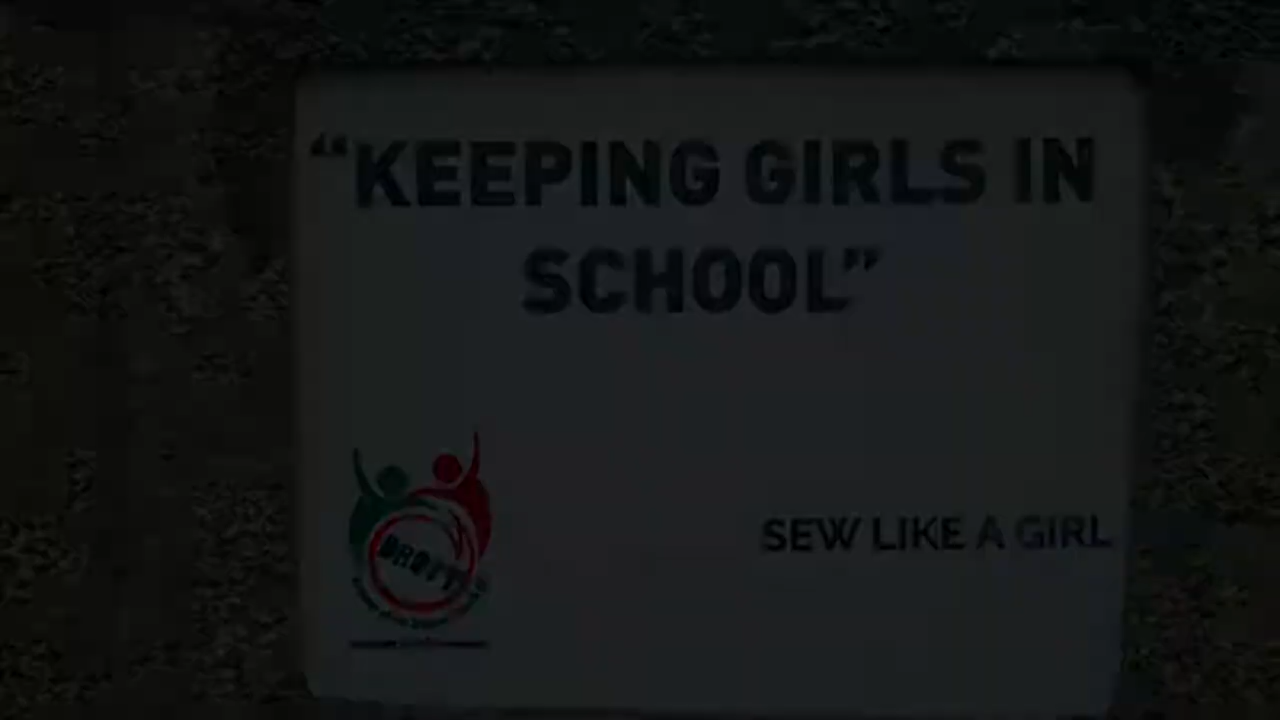 “KEEPING GIRLS IN
SCHOOL”
SEW LIKE A GIRL